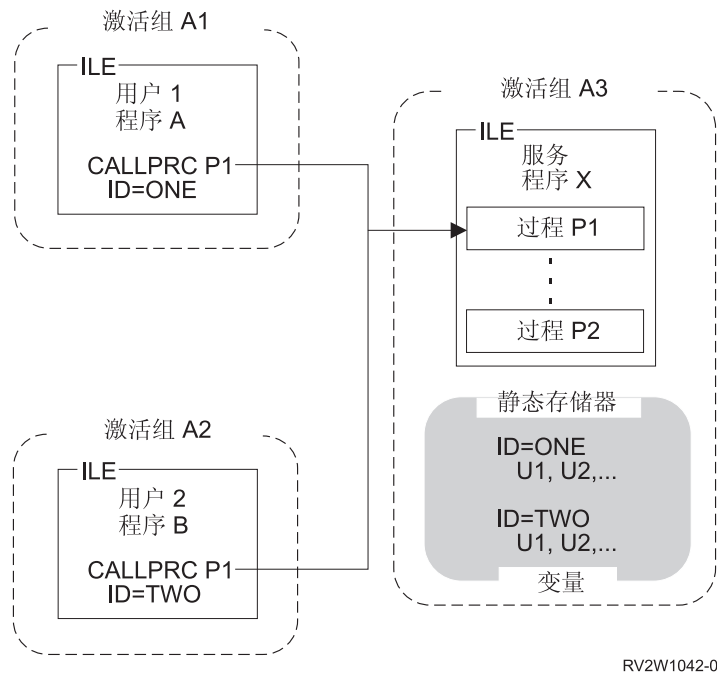 激活组 A1
ILE
用户 1
程序 A
CALLPRC P1
ID=ONE
激活组 A2
ILE
用户 2
程序 B
CALLPRC P1
ID=TWO
激活组 A3
ILE
服务
程序 X
过程 P1
过程 P2
静态存储器
ID=ONE
U1, U2,...
ID=TWO
U1, U2,...
变量
RV2W1042-0